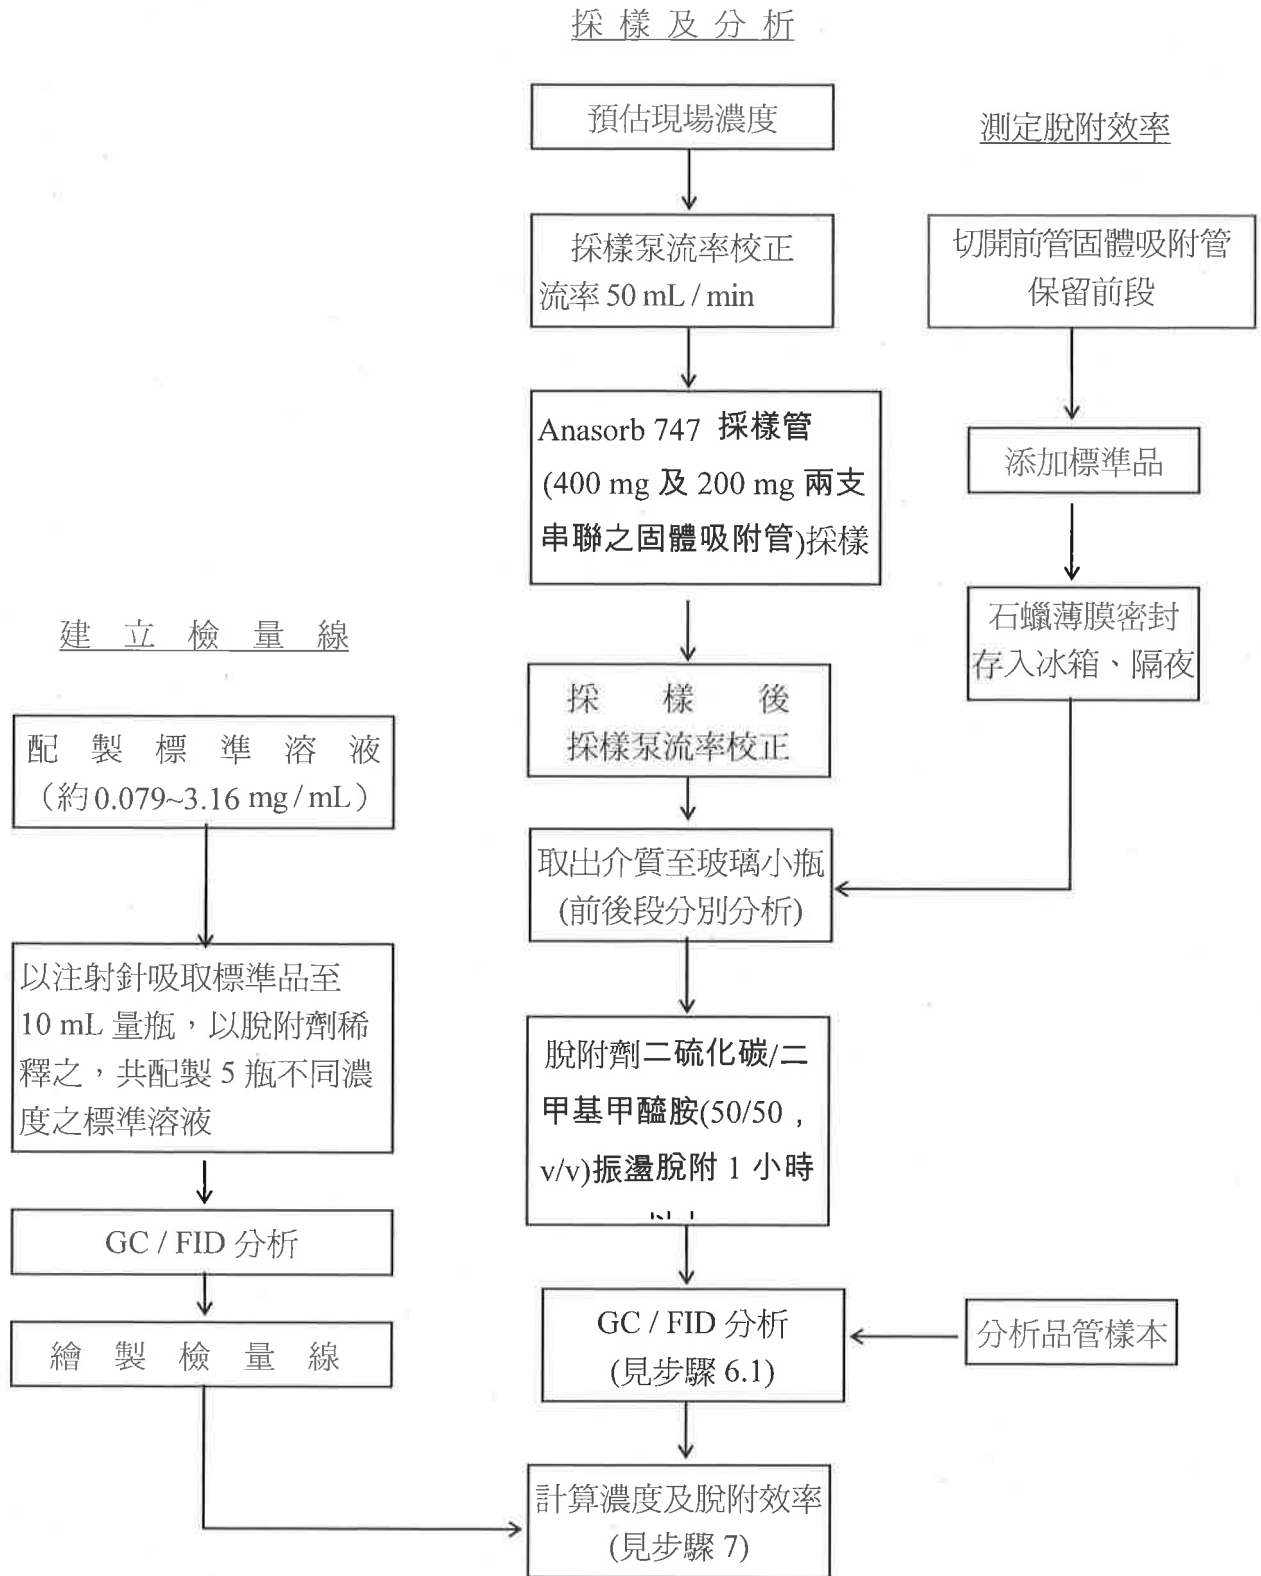 採樣及分析
預估現場濃度
採樣泵流率校正
流率 50 mL / min
Anasorb 747 採樣管
(400 mg 及 200 mg 兩支
串聯之固體吸附管)採樣
採樣後
採樣泵流率校正
取出介質至玻璃小瓶
(前後段分別分析)
脫附劑二硫化碳/二
甲基甲醯胺(50/50 ,
v/v)振盪脫附 1 小時
GC / FID 分析
(見步驟 6.1)
計算濃度及脫附效率
(見步驟 7)
測定脫附效率
切開前管固體吸附管
保留前段
添加標準品
石蠟薄膜密封
存入冰箱、隔夜
分析品管樣本
建立檢量線
配製標準溶液
（約 0.079~3.16 mg / mL）
以注射針吸取標準品至
10 mL 量瓶，以脫附劑稀
釋之，共配製 5 瓶不同濃
度之標準溶液
GC / FID 分析
繪製檢量線